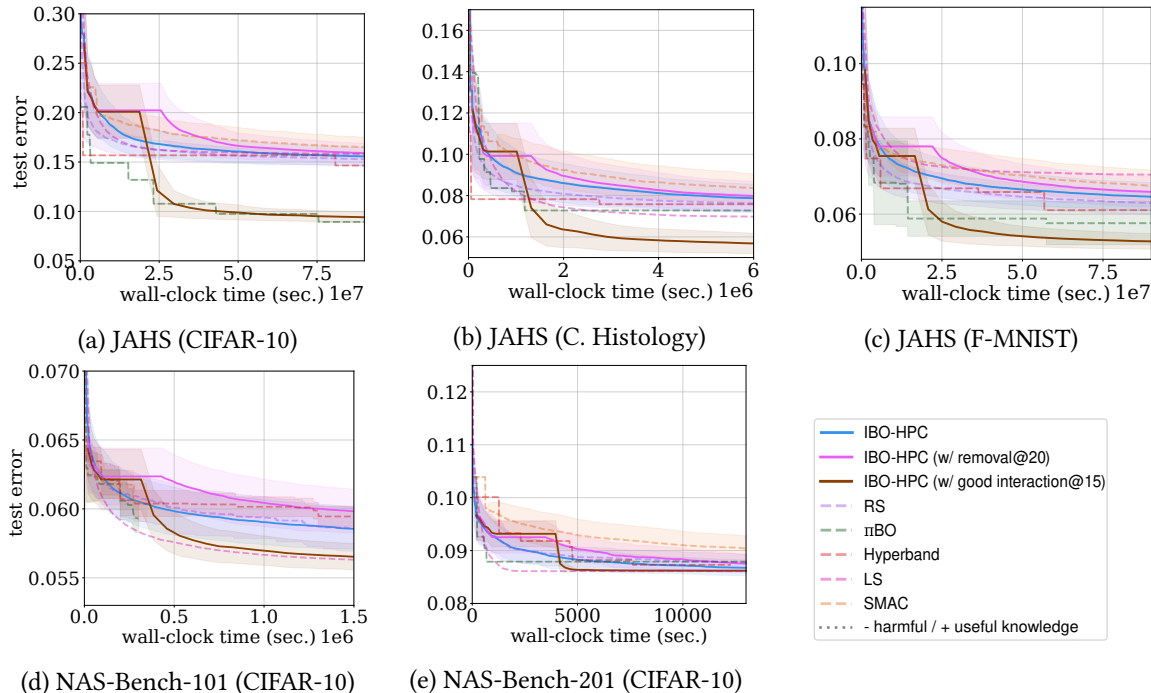 0.30
0.25
0.20
0.15
0.10
0.05
test error
0.0 2.5 5.0 7.5
wall-clock time (sec.) 1e7
(a) JAHS (CIFAR-10)
0.16
0.14
0.12
0.10
0.08
0.06
0 2 4 6
wall-clock time (sec.) 1e6
(b) JAHS (C. Histology)
0.10
0.08
0.06
0.0 2.5 5.0 7.5
wall-clock time (sec.) 1e7
(c) JAHS (F-MNIST)
0.070
0.065
0.060
0.055
test error
0.0 0.5 1.0 1.5
wall-clock time (sec.) 1e6
(d) NAS-Bench-101 (CIFAR-10)
0.12
0.11
0.10
0.09
0.08
0 5000 10000
wall-clock time (sec.)
(e) NAS-Bench-201 (CIFAR-10)
IBO-HPC
IBO-HPC (w/ removal@20)
IBO-HPC (w/ good interaction@15)
RS
πBO
Hyperband
LS
SMAC
- harmful / + useful knowledge